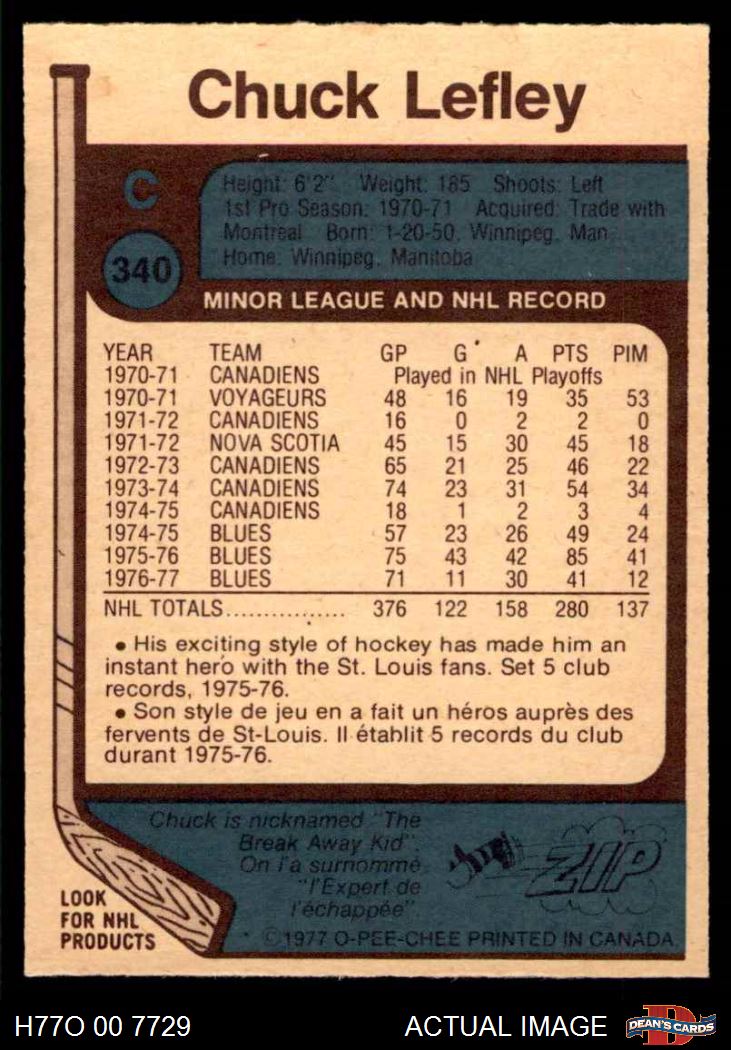 Chuck Lefley
C
Height: 6'2" Weight: 185 Shoots: Left
1st Pro Season: 1970-71 Acquired: Trade with
Montreal Born: 1-20-50, Winnipeg, Man
Home: Winnipeg, Manitoba
340
MINOR LEAGUE AND NHL RECORD
YEAR TEAM GP G A PTS PIM
1970-71 CANADIENS Played in NHL Playoffs
1970-71 VOYAGEURS 48 16 19 35 53
1971-72 CANADIENS 16 0 2 2 0
1971-72 NOVA SCOTIA 45 15 30 45 18
1972-73 CANADIENS 65 21 25 46 22
1973-74 CANADIENS 74 23 31 54 34
1974-75 CANADIENS 18 1 2 3 4
1974-75 BLUES 57 23 26 49 24
1975-76 BLUES 75 43 42 85 41
1976-77 BLUES 71 11 30 41 12
NHL TOTALS................ 376 122 158 280 137
• His exciting style of hockey has made him an
instant hero with the St. Louis fans. Set 5 club
records, 1975-76.
• Son style de jeu en a fait un héros auprès des
fervents de St-Louis. Il établit 5 records du club
durant 1975-76.
Chuck is nicknamed "The
Break Away Kid".
On l'a surnommé
"l'Expert de
l'échappée".
ZIP
LOOK
FOR NHL
PRODUCTS
©1977 O-PEE-CHEE PRINTED IN CANADA
H77O 00 7729
ACTUAL IMAGE
D
DEAN'S CARDS